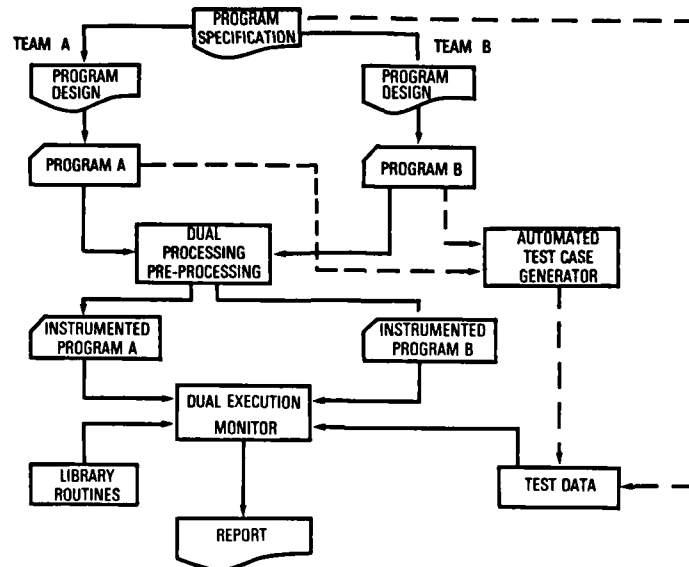 PROGRAM
SPECIFICATION
TEAM A
TEAM B
PROGRAM
DESIGN
PROGRAM
DESIGN
PROGRAM A
PROGRAM B
DUAL
PROCESSING
PRE-PROCESSING
AUTOMATED
TEST CASE
GENERATOR
INSTRUMENTED
PROGRAM A
INSTRUMENTED
PROGRAM B
DUAL EXECUTION
MONITOR
LIBRARY
ROUTINES
TEST DATA
REPORT